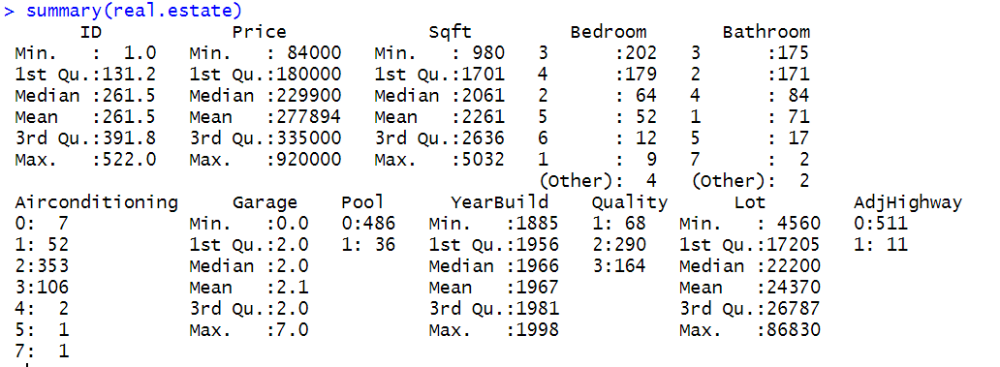 > summary(real.estate)
       ID            Price             Sqft         Bedroom      Bathroom  
 Min.   :  1.0   Min.   : 84000   Min.   : 980   3      :202   3      :175  
 1st Qu.:131.2   1st Qu.:180000   1st Qu.:1701   4      :179   2      :171  
 Median :261.5   Median :229900   Median :2061   2      : 64   4      : 84  
 Mean   :261.5   Mean   :277894   Mean   :2261   5      : 52   1      : 71  
 3rd Qu.:391.8   3rd Qu.:335000   3rd Qu.:2636   6      : 12   5      : 17  
 Max.   :522.0   Max.   :920000   Max.   :5032   1      :  9   7      :  2  
                                                 (Other):  4   (Other):  2  
 Airconditioning     Garage    Pool      YearBuild    Quality      Lot        AdjHighway
 0:  7           Min.   :0.0   0:486   Min.   :1885   1: 68   Min.   : 4560   0:511
 1: 52           1st Qu.:2.0   1: 36   1st Qu.:1956   2:290   1st Qu.:17205   1: 11
 2:353           Median :2.0           Median :1966   3:164   Median :22200
 3:106           Mean   :2.1           Mean   :1967           Mean   :24370
 4:  2           3rd Qu.:2.0           3rd Qu.:1981           3rd Qu.:26787
 5:  1           Max.   :7.0           Max.   :1998           Max.   :86830
 7:  1